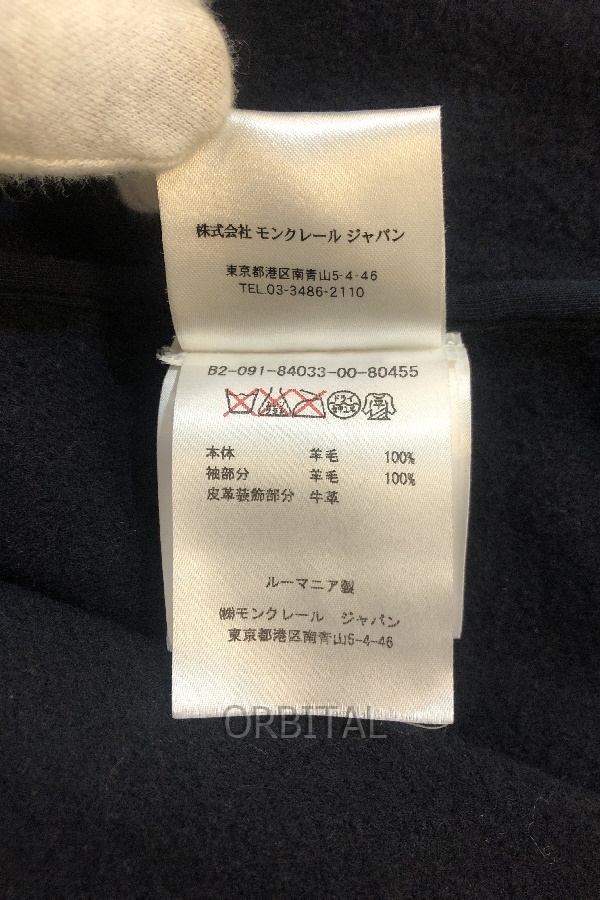 株式会社 モンクレール ジャパン
東京都港区南青山5-4-46
TEL.03-3486-2110
B2-091-84033-00-80455
ドライ
本体 羊毛 100%
袖部分 羊毛 100%
皮革装飾部分 牛革
ルーマニア製
㈱モンクレール ジャパン
東京都港区南青山5-4-46
ORBITAL